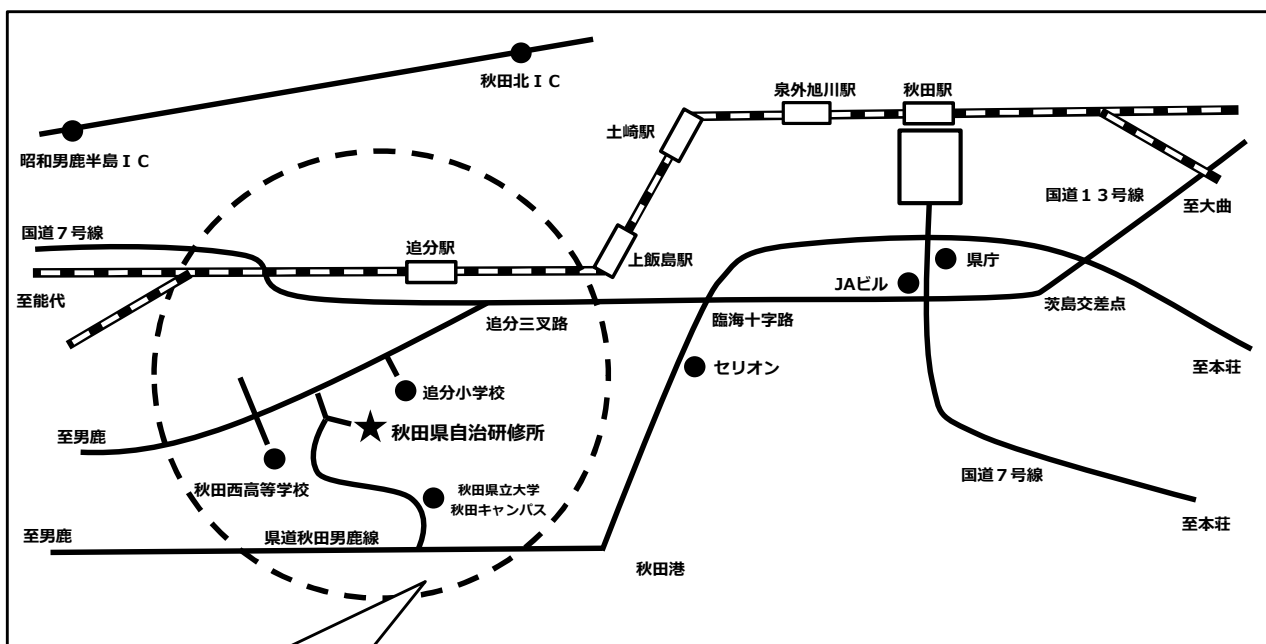 秋田北ＩＣ
昭和男鹿半島ＩＣ
泉外旭川駅
秋田駅
土崎駅
国道１３号線
至大曲
国道７号線
追分駅
上飯島駅
県庁
JAビル
至能代
追分三叉路
臨海十字路
茨島交差点
セリオン
至本荘
追分小学校
至男鹿
秋田県自治研修所
秋田西高等学校
秋田県立大学
秋田キャンパス
国道７号線
至男鹿
県道秋田男鹿線
至本荘
秋田港